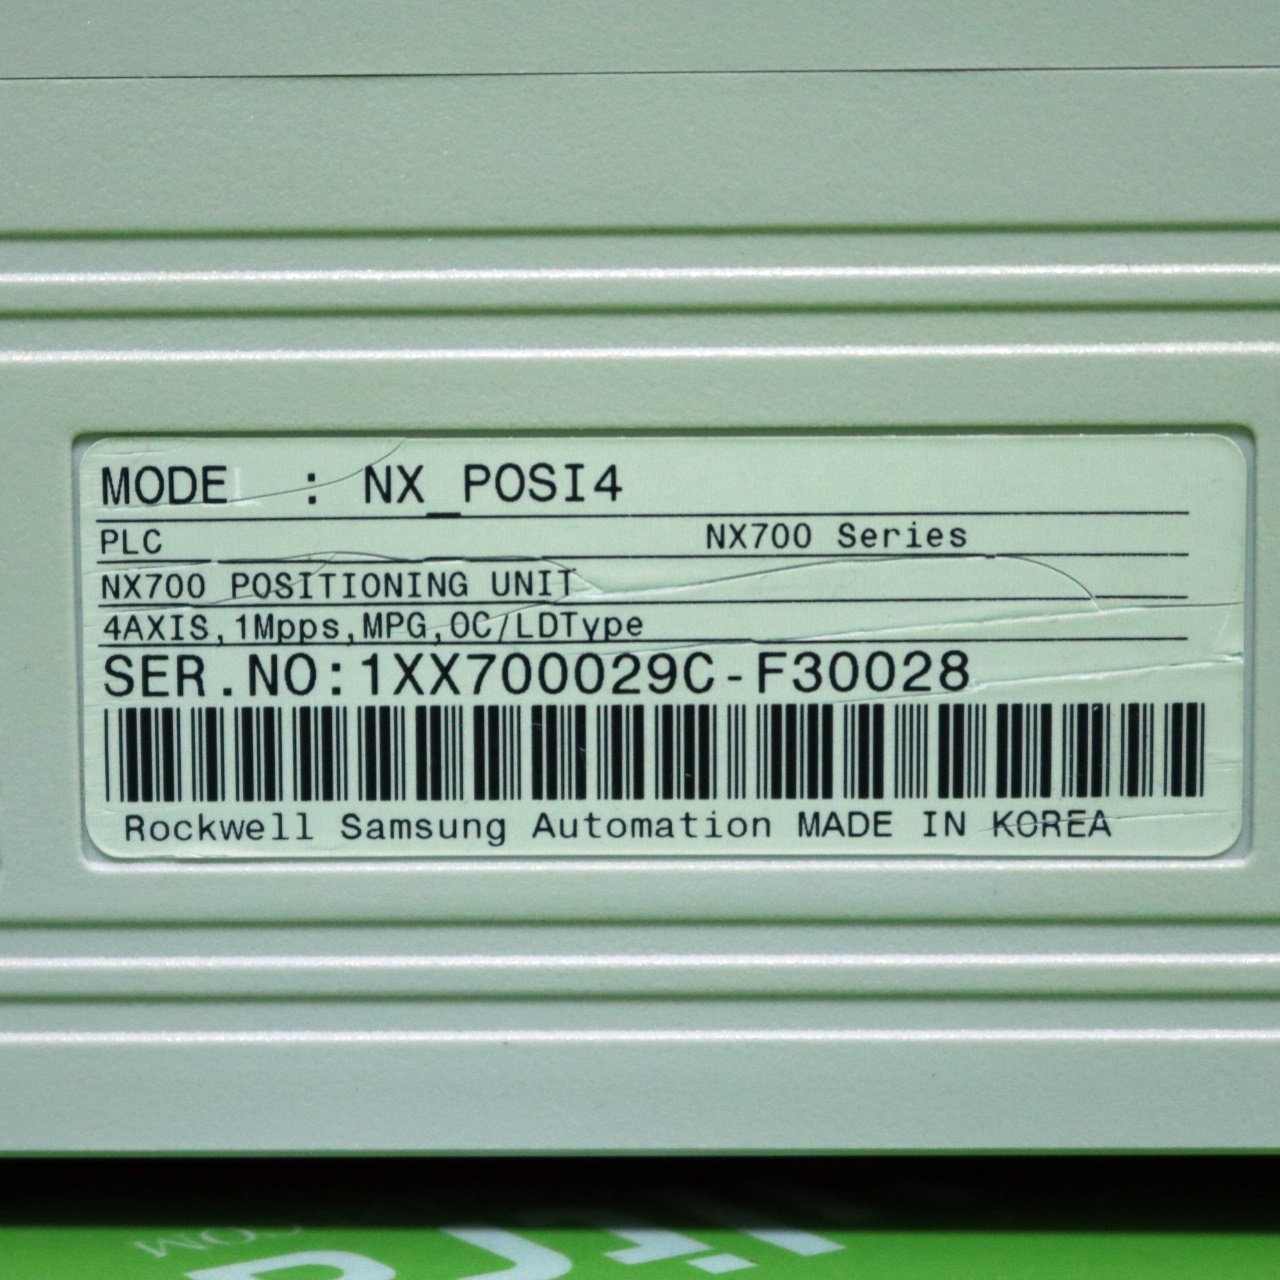 MODE : NX_POSI4
PLC NX700 Series
NX700 POSITIONING UNIT
4AXIS,1Mpps,MPG,OC/LDType
SER.NO:1XX700029C-F30028
Rockwell Samsung Automation MADE IN KOREA